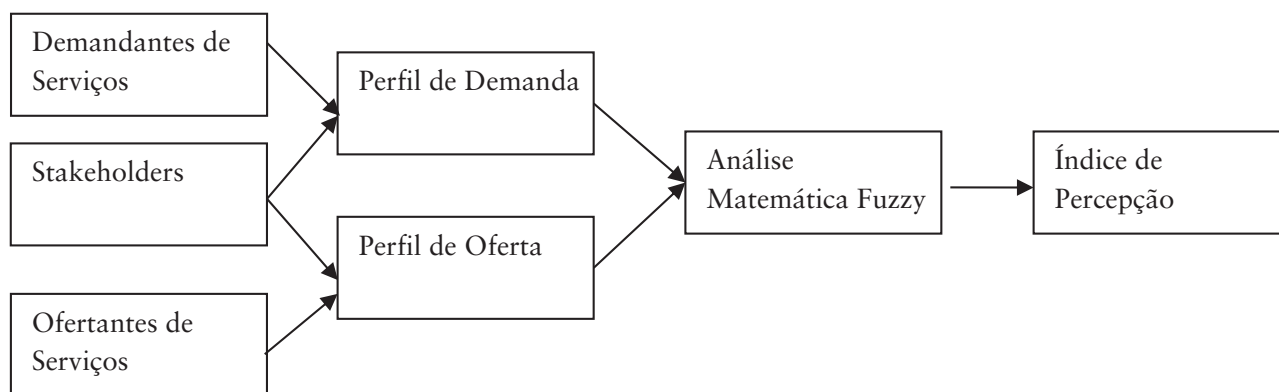 Demandantes de
Serviços
Stakeholders
Ofertantes de
Serviços
Perfil de Demanda
Perfil de Oferta
Análise
Matemática Fuzzy
Índice de
Percepção